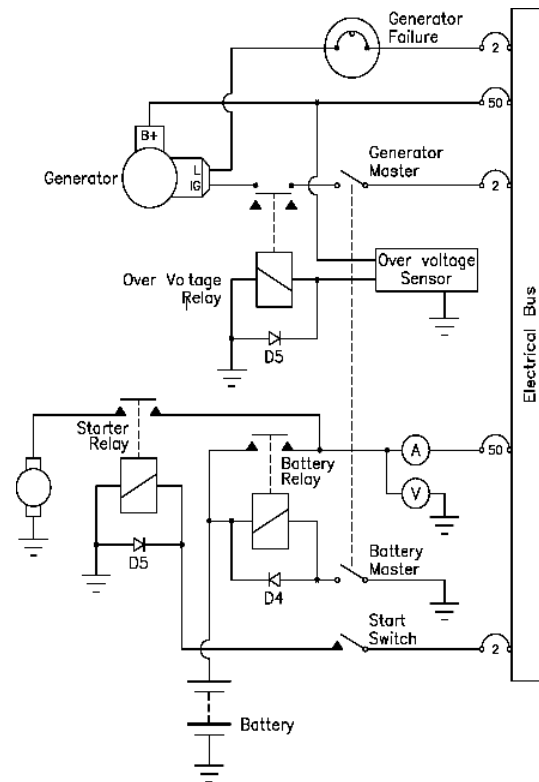 Generator
Failure
2
50
B+
L
IG
Generator
Generator
Master
2
Over Voltage
Relay
Over voltage
Sensor
D5
Electrical Bus
Starter
Relay
Battery
Relay
A
50
V
D5
D4
Battery
Master
Start
Switch
2
Battery